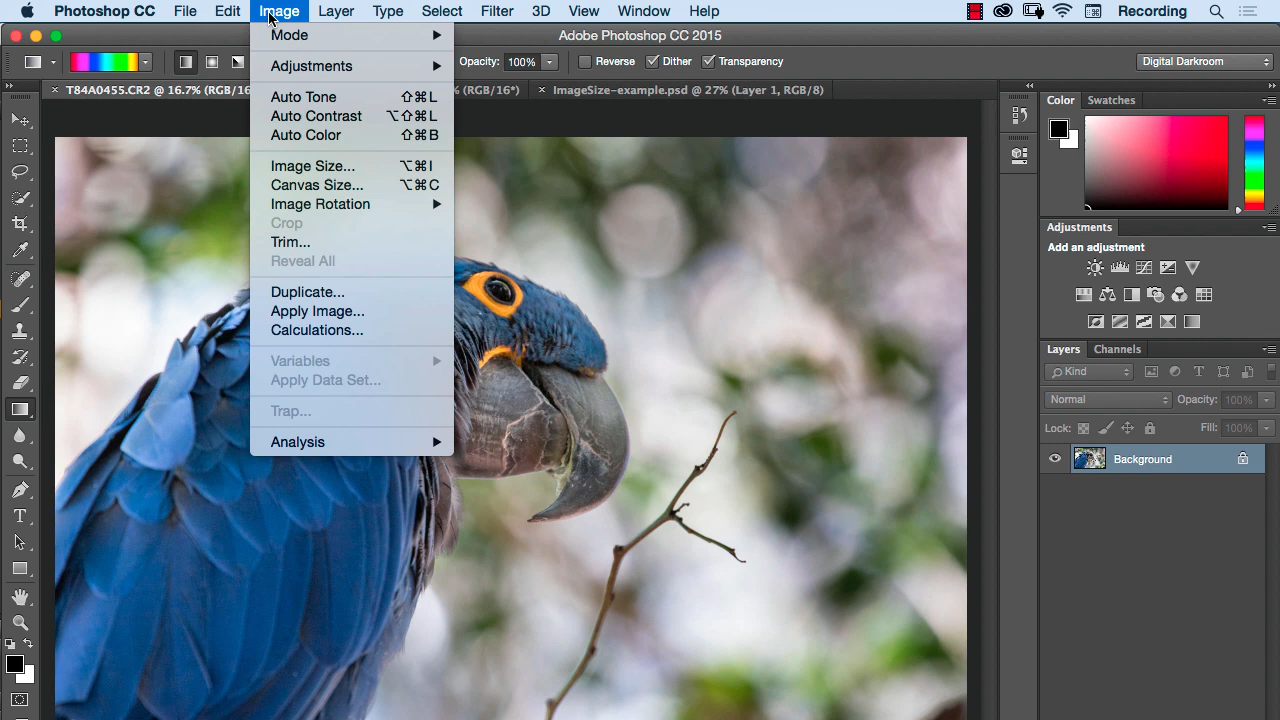 Photoshop CC File Edit Image Layer Type Select Filter 3D View Window Help Recording
Adobe Photoshop CC 2015
Opacity: 100% Reverse Dither Transparency Digital Darkroom
× T84A0455.CR2 @ 16.7% (RGB/16 % (RGB/16*) × ImageSize-example.psd @ 27% (Layer 1, RGB/8)
Mode
Adjustments
Auto Tone ⇧⌘L
Auto Contrast ⌥⇧⌘L
Auto Color ⇧⌘B
Image Size... ⌥⌘I
Canvas Size... ⌥⌘C
Image Rotation
Crop
Trim...
Reveal All
Duplicate...
Apply Image...
Calculations...
Variables
Apply Data Set...
Trap...
Analysis
Color Swatches
Adjustments
Add an adjustment
Layers Channels
Kind
Normal Opacity: 100%
Lock: Fill: 100%
Background